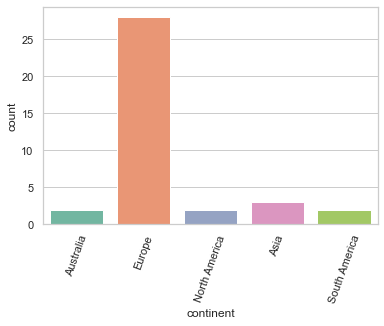 25
20
15
10
5
0
count
Australia
Europe
North America
Asia
South America
continent